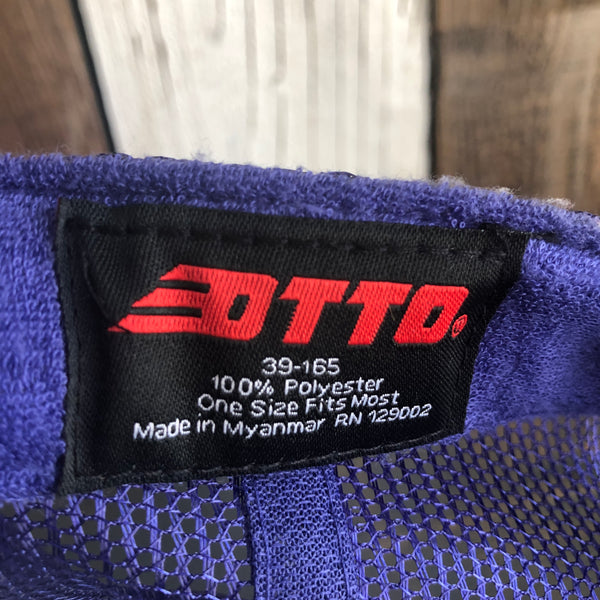 OTTO®
39-165
100% Polyester
One Size Fits Most
Made in Myanmar RN 129002